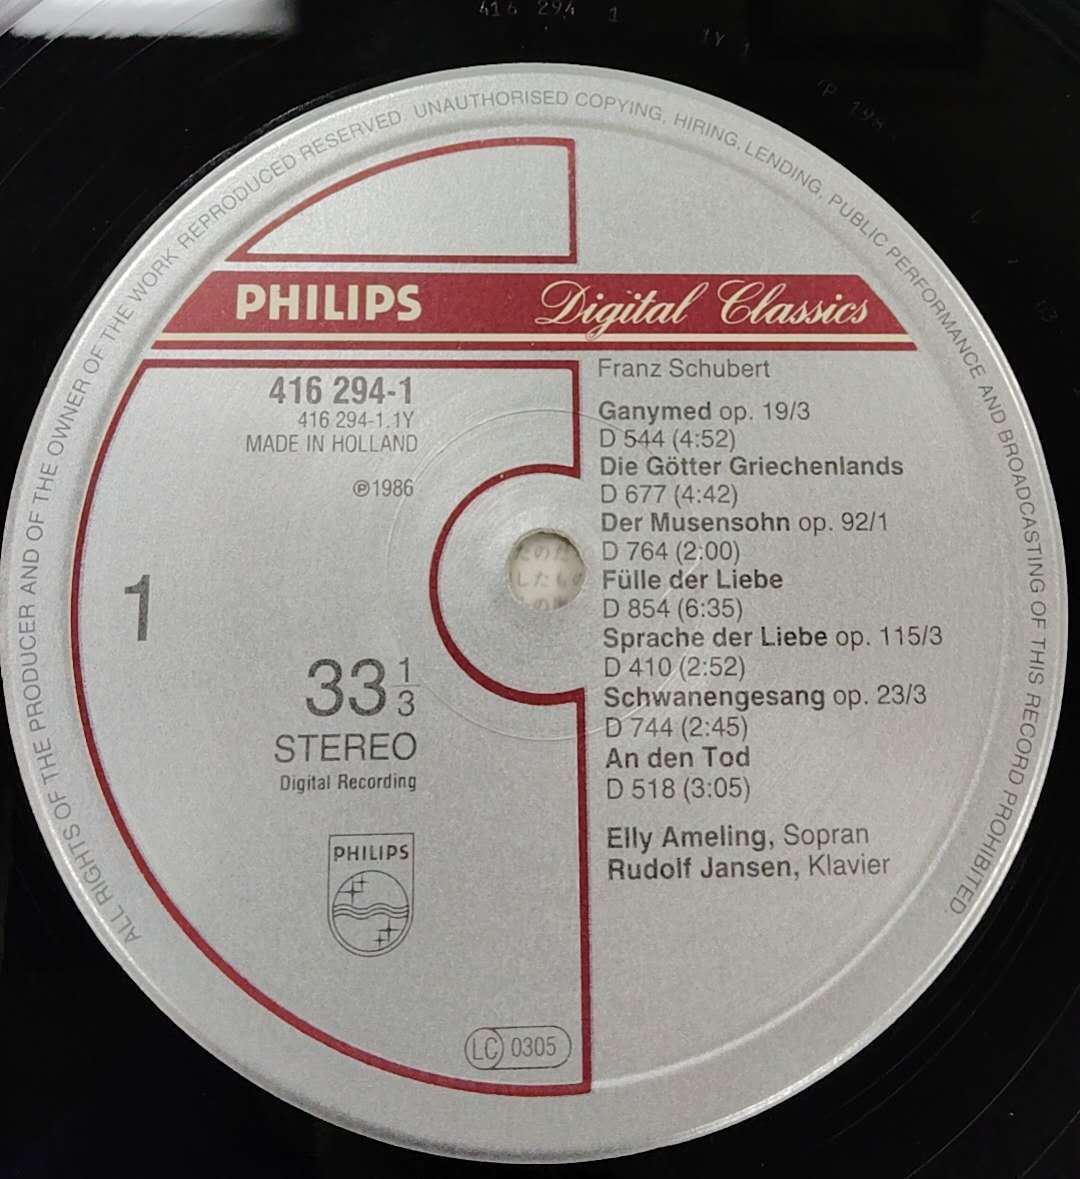 416 294 1
1Y 1
ALL RIGHTS OF THE PRODUCER AND OF THE OWNER OF THE WORK REPRODUCED RESERVED. UNAUTHORISED COPYING, HIRING, LENDING, PUBLIC PERFORMANCE AND BROADCASTING OF THIS RECORD PROHIBITED.
PHILIPS Digital Classics
416 294-1
416 294-1.1Y
MADE IN HOLLAND
℗1986
1
33 1/3
STEREO
Digital Recording
PHILIPS
LC 0305
Franz Schubert
Ganymed op. 19/3
D 544 (4:52)
Die Götter Griechenlands
D 677 (4:42)
Der Musensohn op. 92/1
D 764 (2:00)
Fülle der Liebe
D 854 (6:35)
Sprache der Liebe op. 115/3
D 410 (2:52)
Schwanengesang op. 23/3
D 744 (2:45)
An den Tod
D 518 (3:05)
Elly Ameling, Sopran
Rudolf Jansen, Klavier